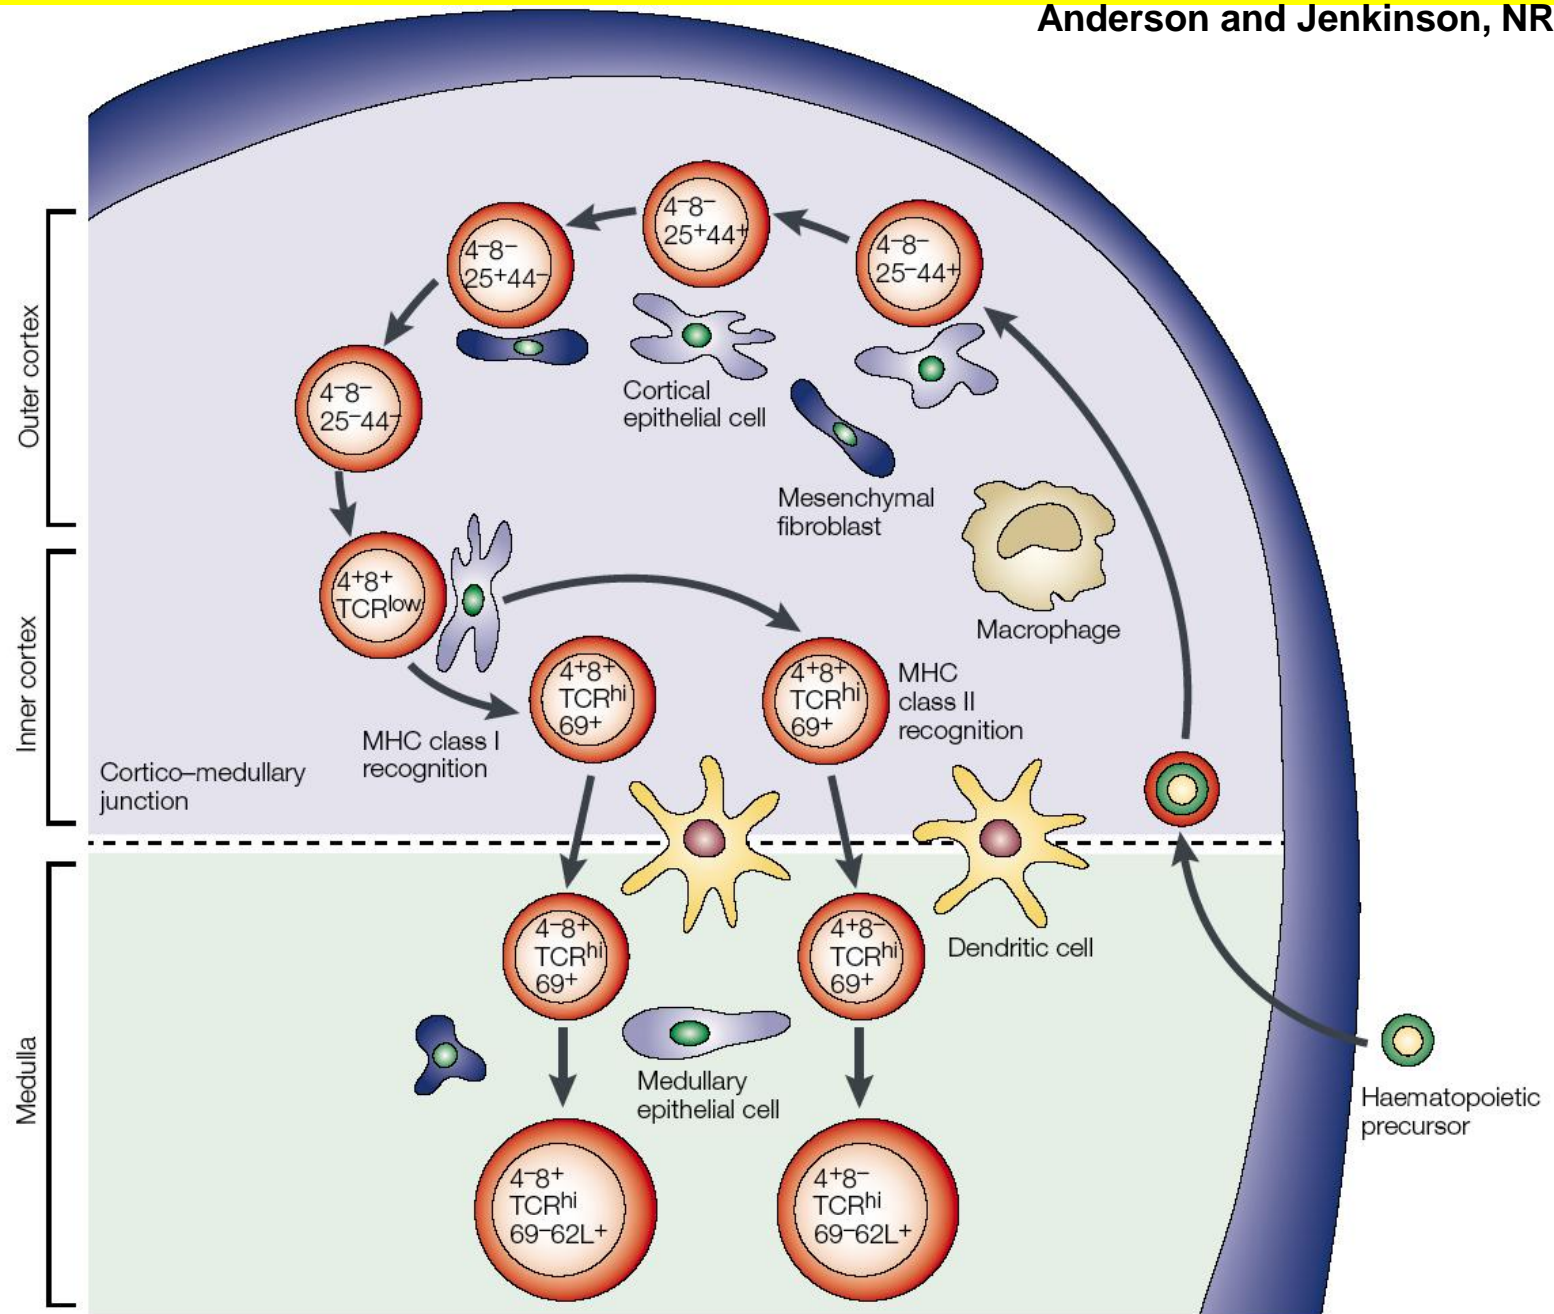 Anderson and Jenkinson, NR
4⁻8⁻
25⁺44⁺
4⁻8⁻
25⁺44⁻
4⁻8⁻
25⁻44⁺
4⁻8⁻
25⁻44⁻
Outer cortex
Cortical
epithelial cell
Mesenchymal
fibroblast
Macrophage
4⁺8⁺
TCRlow
Inner cortex
4⁺8⁺
TCRhi
69⁺
4⁺8⁺
TCRhi
69⁺
MHC
class II
recognition
MHC class I
recognition
Cortico–medullary
junction
4⁻8⁺
TCRhi
69⁺
4⁺8⁻
TCRhi
69⁺
Dendritic cell
Medulla
Medullary
epithelial cell
Haematopoietic
precursor
4⁻8⁺
TCRhi
69⁻62L⁺
4⁺8⁻
TCRhi
69⁻62L⁺